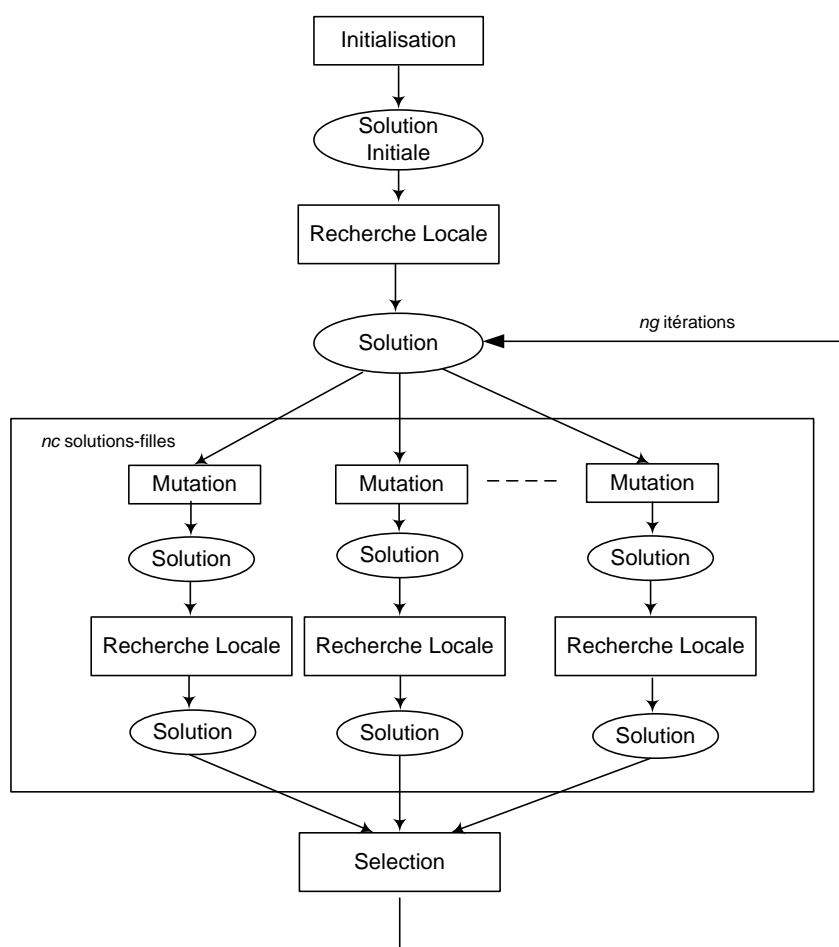 Initialisation
Solution
Initiale
Recherche Locale
Solution
ng itérations
nc solutions-filles
Mutation
Mutation
Mutation
Solution
Solution
Solution
Recherche Locale
Recherche Locale
Recherche Locale
Solution
Solution
Solution
Selection